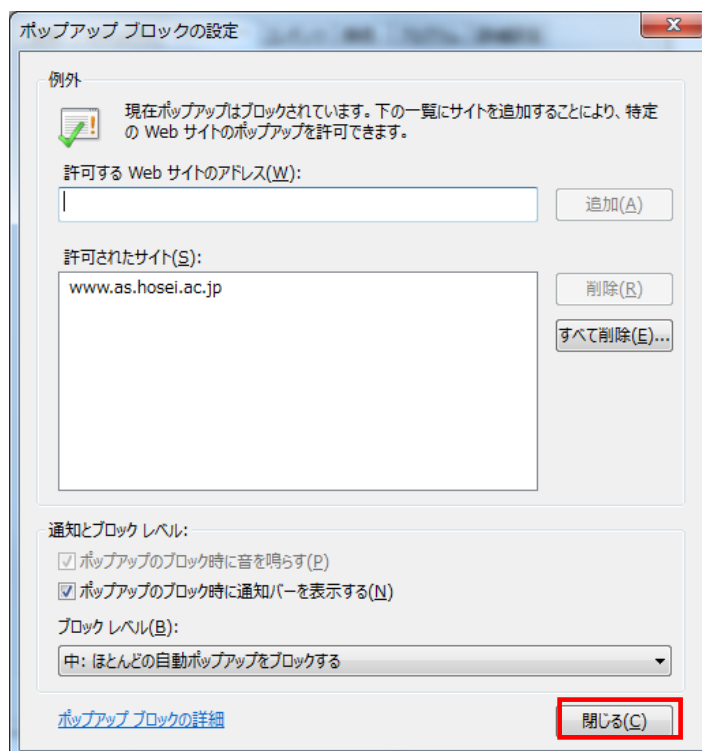 ポップアップ ブロックの設定
例外
現在ポップアップはブロックされています。下の一覧にサイトを追加することにより、特定
の Web サイトのポップアップを許可できます。
許可する Web サイトのアドレス(W):
追加(A)
許可されたサイト(S):
www.as.hosei.ac.jp
削除(R)
すべて削除(E)...
通知とブロック レベル:
ポップアップのブロック時に音を鳴らす(P)
ポップアップのブロック時に通知バーを表示する(N)
ブロック レベル(B):
中: ほとんどの自動ポップアップをブロックする
ポップアップ ブロックの詳細
閉じる(C)